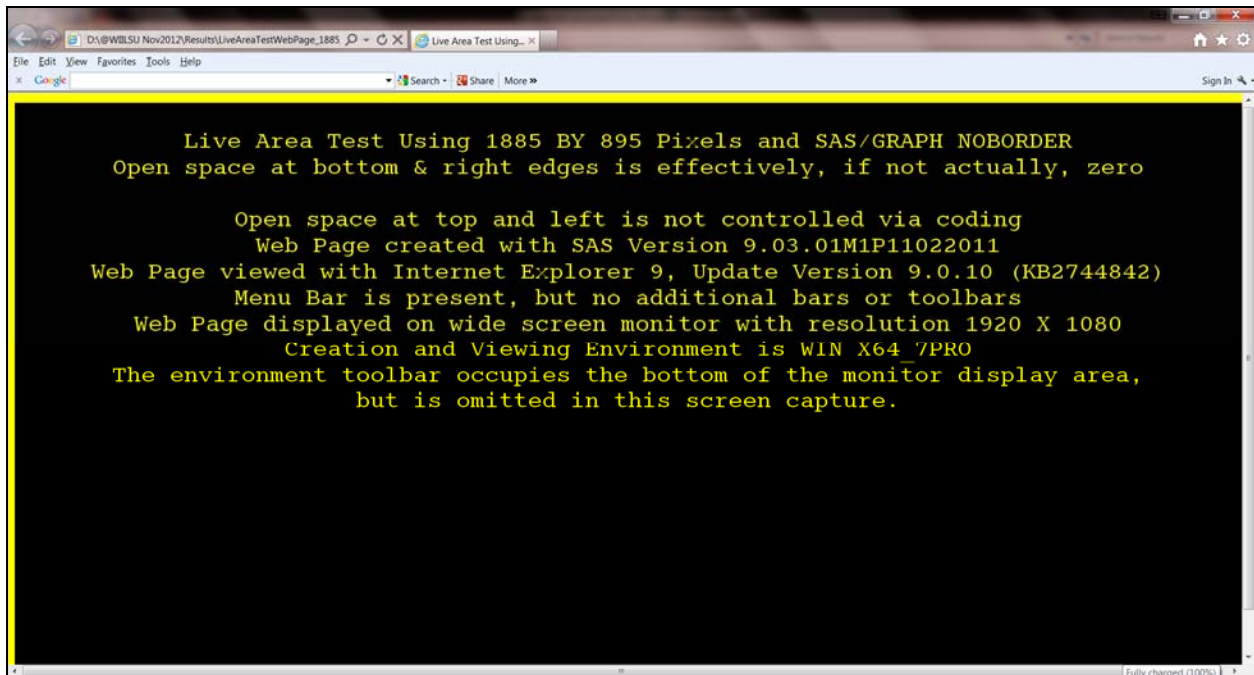 D:\@WIILSU Nov2012\Results\LiveAreaTestWebPage_1885
Live Area Test Using...
File Edit View Favorites Tools Help
x Google Search Share More » Sign In
Live Area Test Using 1885 BY 895 Pixels and SAS/GRAPH NOBORDER
Open space at bottom & right edges is effectively, if not actually, zero
Open space at top and left is not controlled via coding
Web Page created with SAS Version 9.03.01M1P11022011
Web Page viewed with Internet Explorer 9, Update Version 9.0.10 (KB2744842)
Menu Bar is present, but no additional bars or toolbars
Web Page displayed on wide screen monitor with resolution 1920 X 1080
Creation and Viewing Environment is WIN X64_7PRO
The environment toolbar occupies the bottom of the monitor display area,
but is omitted in this screen capture.
Fully charged (100%)